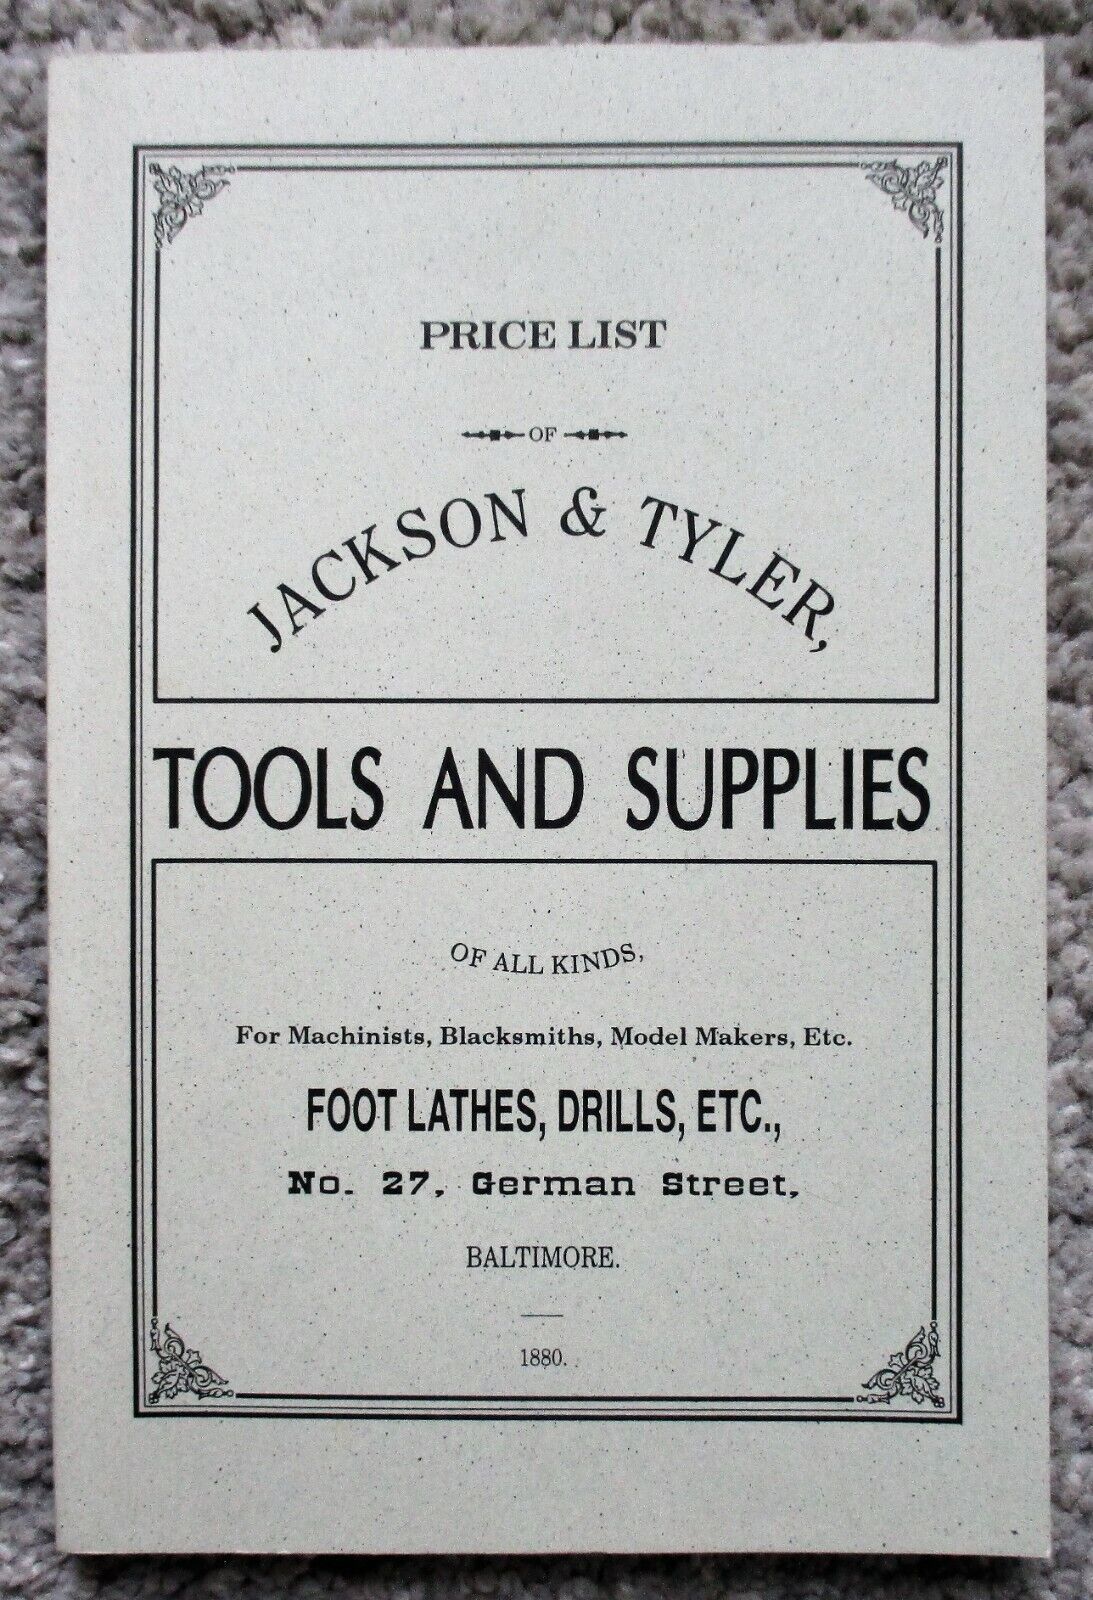 PRICE LIST
OF
JACKSON & TYLER,
TOOLS AND SUPPLIES
OF ALL KINDS,
For Machinists, Blacksmiths, Model Makers, Etc.
FOOT LATHES, DRILLS, ETC.,
No. 27, German Street,
BALTIMORE.
1880.